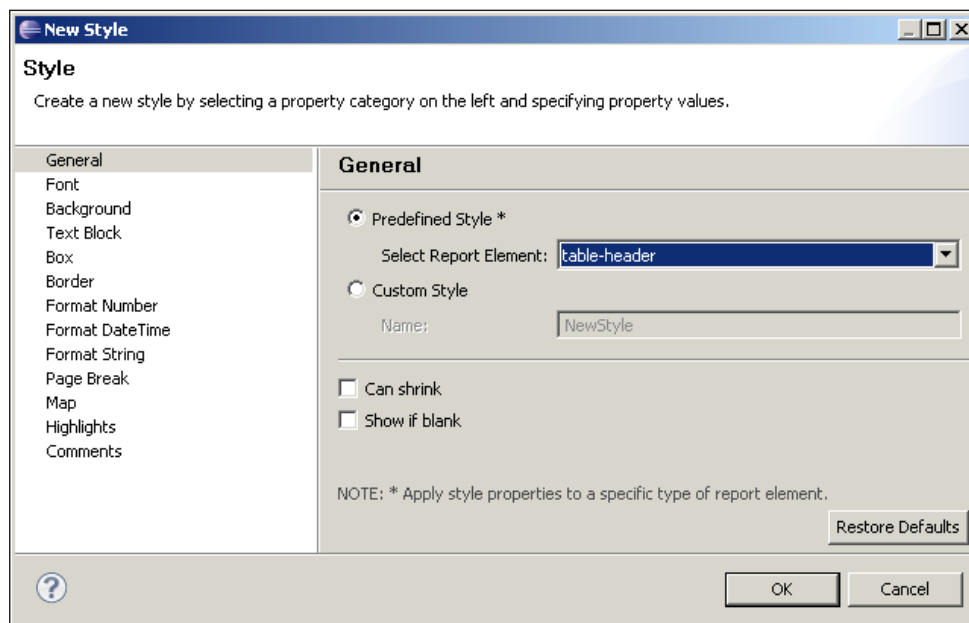 New Style
Style
Create a new style by selecting a property category on the left and specifying property values.
General
Font
Background
Text Block
Box
Border
Format Number
Format DateTime
Format String
Page Break
Map
Highlights
Comments
General
Predefined Style *
Select Report Element: table-header
Custom Style
Name: NewStyle
Can shrink
Show if blank
NOTE: * Apply style properties to a specific type of report element.
Restore Defaults
?
OK Cancel